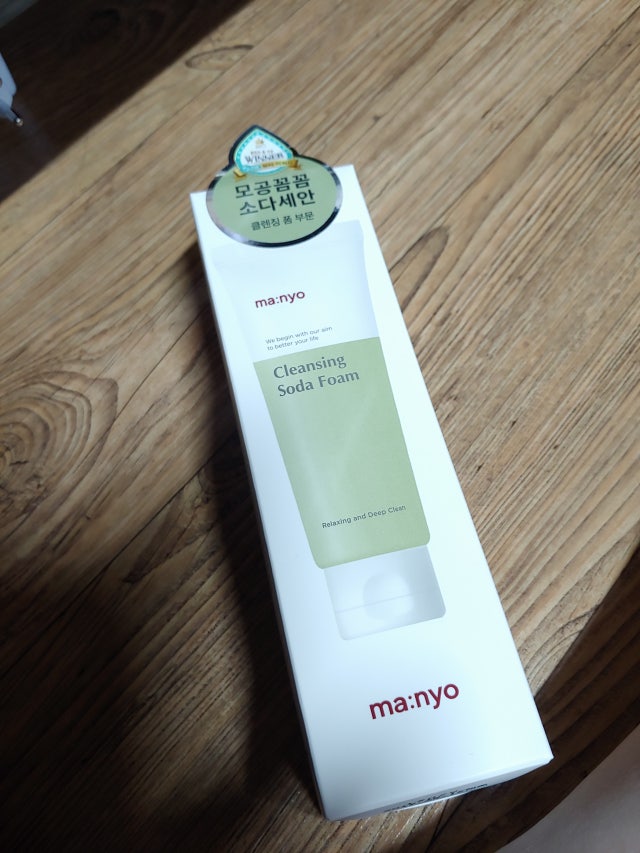 WINNER
모공꼼꼼
소다세안
클렌징 폼 부문
ma:nyo
We begin with our aim
to better your life
Cleansing
Soda Foam
Relaxing and Deep Clean
ma:nyo